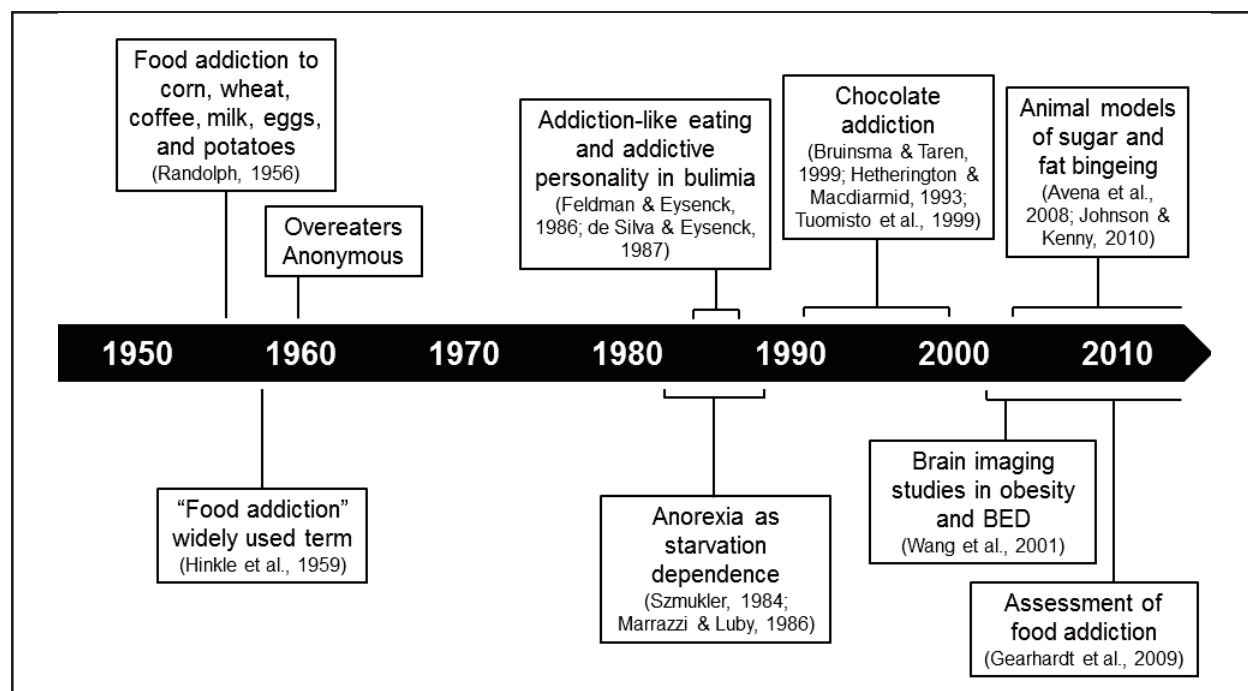 Food addiction to
corn, wheat,
coffee, milk, eggs,
and potatoes
(Randolph, 1956)
Overeaters
Anonymous
Addiction-like eating
and addictive
personality in bulimia
(Feldman & Eysenck,
1986; de Silva & Eysenck,
1987)
Chocolate
addiction
(Bruinsma & Taren,
1999; Hetherington &
Macdiarmid, 1993;
Tuomisto et al., 1999)
Animal models
of sugar and
fat bingeing
(Avena et al.,
2008; Johnson &
Kenny, 2010)
1950 1960 1970 1980 1990 2000 2010
“Food addiction”
widely used term
(Hinkle et al., 1959)
Anorexia as
starvation
dependence
(Szmukler, 1984;
Marrazzi & Luby, 1986)
Brain imaging
studies in obesity
and BED
(Wang et al., 2001)
Assessment of
food addiction
(Gearhardt et al., 2009)